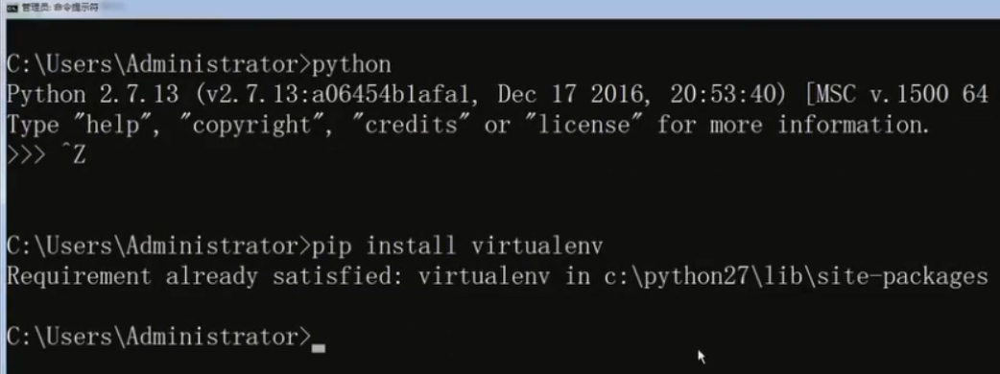 管理员: 命令提示符
C:\Users\Administrator>python
Python 2.7.13 (v2.7.13:a06454b1afa1, Dec 17 2016, 20:53:40) [MSC v.1500 64
Type "help", "copyright", "credits" or "license" for more information.
>>> ^Z
C:\Users\Administrator>pip install virtualenv
Requirement already satisfied: virtualenv in c:\python27\lib\site-packages
C:\Users\Administrator>